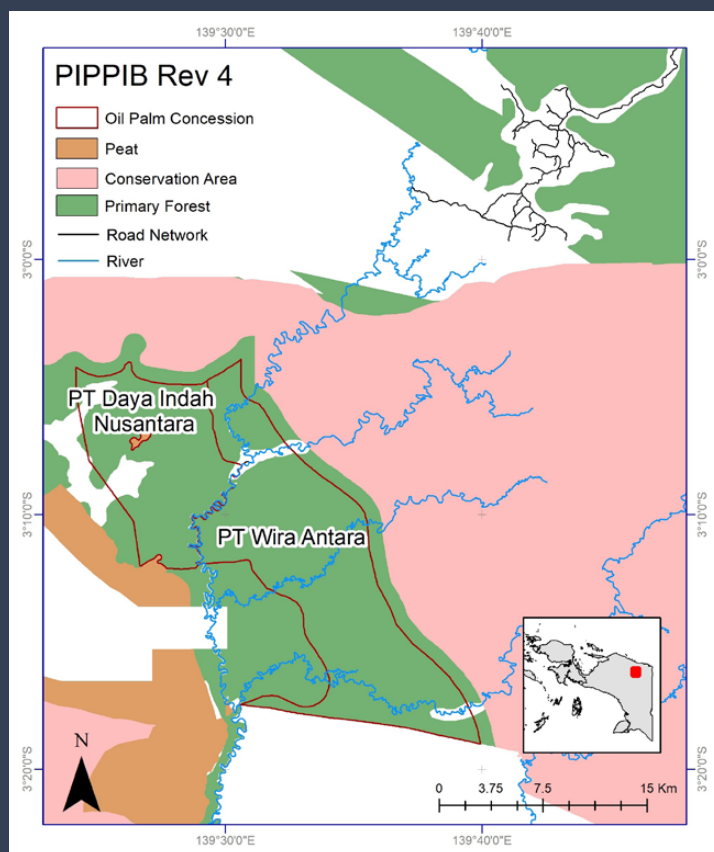 139°30'0"E
139°40'0"E
PIPPIB Rev 4
Oil Palm Concession
Peat
Conservation Area
Primary Forest
Road Network
River
3°0'0"S
3°0'0"S
PT Daya Indah
Nusantara
3°10'0"S
3°10'0"S
PT Wira Antara
3°20'0"S
3°20'0"S
N
0 3.75 7.5 15 Km
139°30'0"E
139°40'0"E